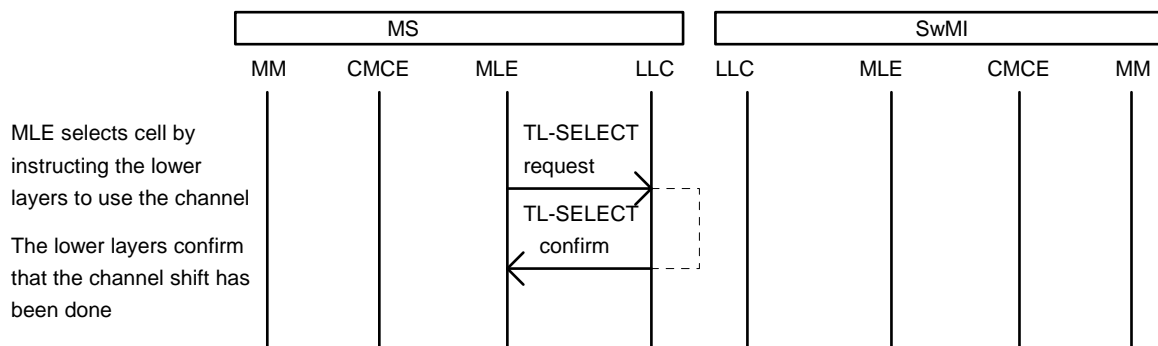 MS
SwMI
MM
CMCE
MLE
LLC
LLC
MLE
CMCE
MM
MLE selects cell by
instructing the lower
layers to use the channel
TL-SELECT
request
TL-SELECT
confirm
The lower layers confirm
that the channel shift has
been done